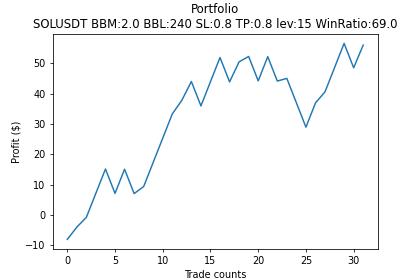 Portfolio
SOLUSDT BBM:2.0 BBL:240 SL:0.8 TP:0.8 lev:15 WinRatio:69.0
50
40
30
20
10
0
−10
Profit ($)
0 5 10 15 20 25 30
Trade counts